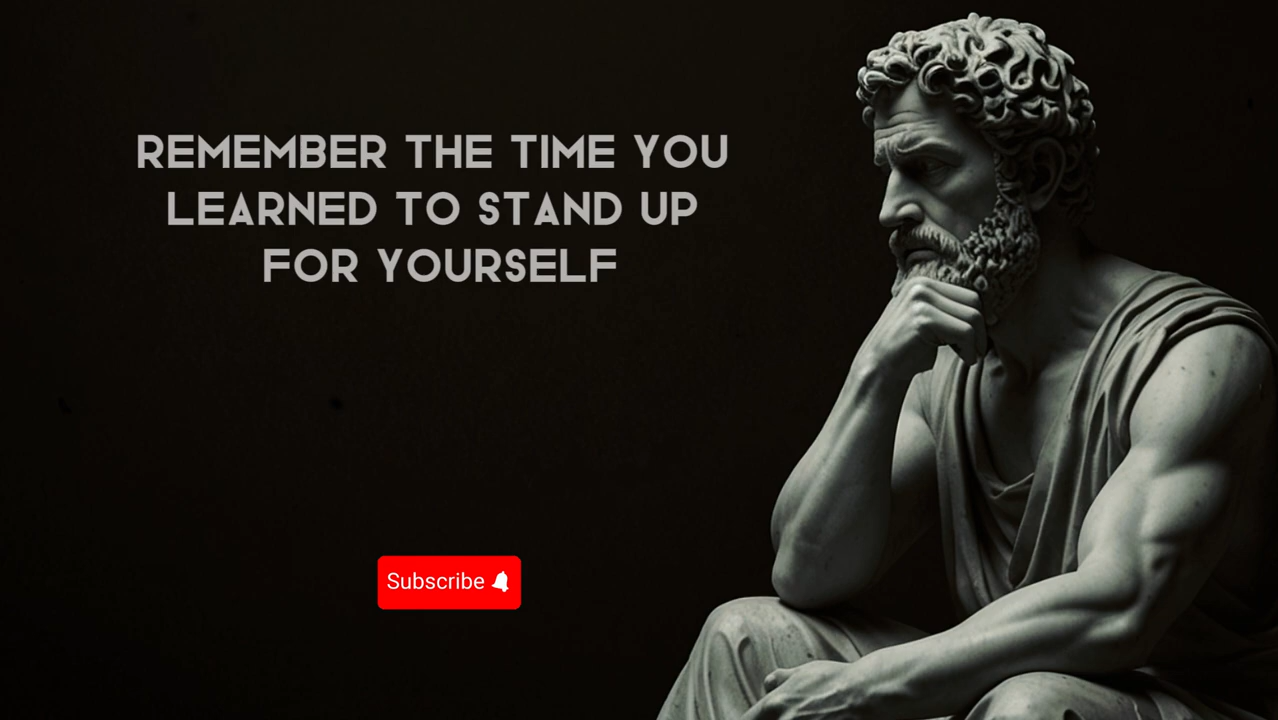 REMEMBER THE TIME YOU
LEARNED TO STAND UP
FOR YOURSELF
Subscribe